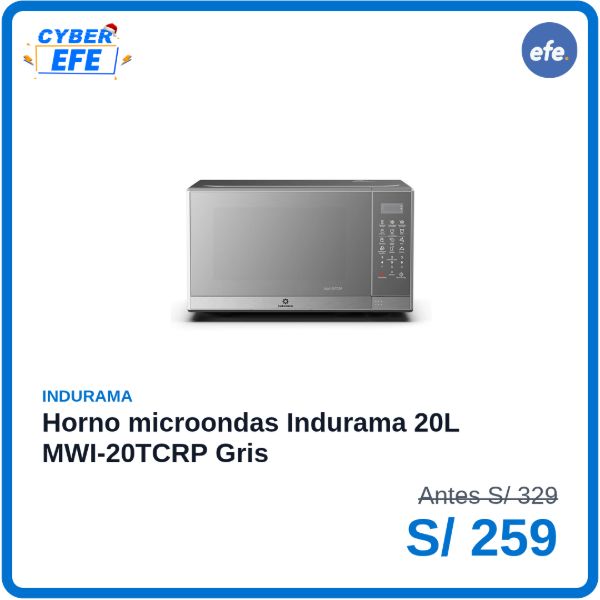 CYBER
EFE
efe.
INDURAMA
Horno microondas Indurama 20L
MWI-20TCRP Gris
Antes S/ 329
S/ 259